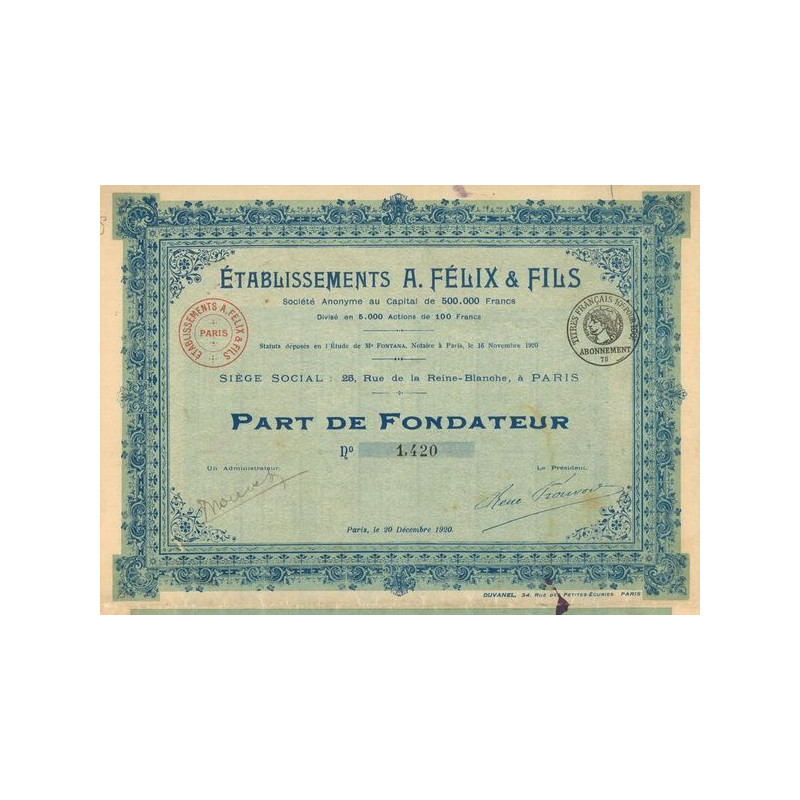 ÉTABLISSEMENTS A. FÉLIX & FILS
Société Anonyme au Capital de 500.000 Francs
Divisé en 5.000 Actions de 100 Francs
ÉTABLISSEMENTS A. FÉLIX & FILS
PARIS
TITRES FRANÇAIS
ABONNEMENT
75
Statuts déposés en l'Étude de Me FONTANA, Notaire à Paris, le 16 Novembre 1920
SIÈGE SOCIAL : 25, Rue de la Reine-Blanche, à PARIS
PART DE FONDATEUR
No 1,420
Un Administrateur. Le Président.
René
Paris, le 20 Décembre 1920.
DUVANEL, 34, RUE DES PETITES-ÉCURIES, PARIS